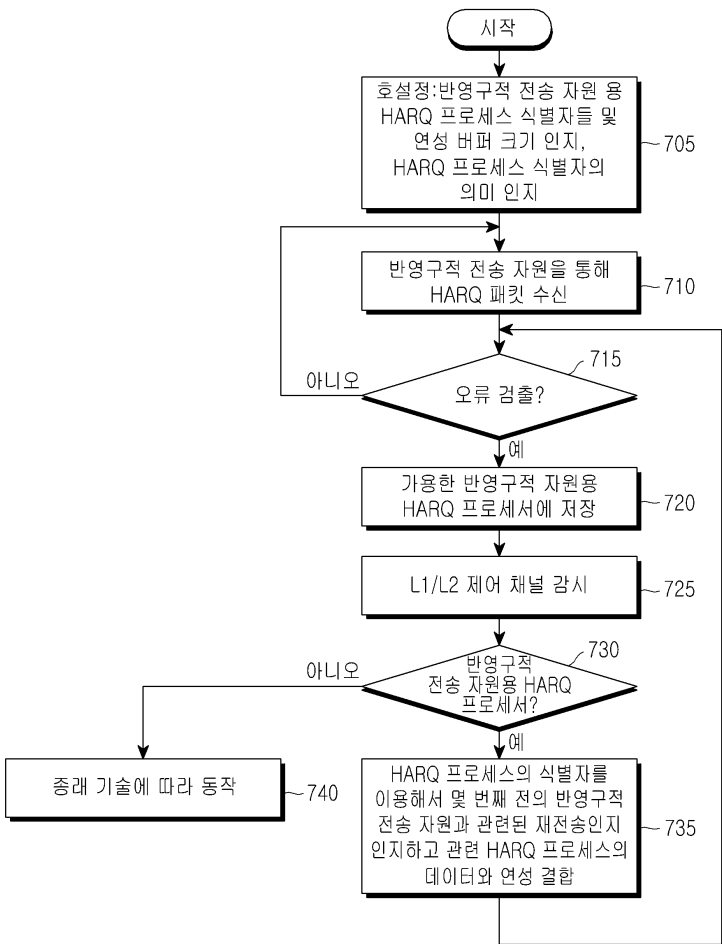 시작
호설정:반영구적 전송 자원 용
HARQ 프로세스 식별자들 및
연성 버퍼 크기 인지,
HARQ 프로세스 식별자의
의미 인지
705
반영구적 전송 자원을 통해
HARQ 패킷 수신
710
715
아니오
오류 검출?
예
가용한 반영구적 자원용
HARQ 프로세서에 저장
720
L1/L2 제어 채널 감시
725
730
아니오
반영구적
전송 자원용 HARQ
프로세서?
예
종래 기술에 따라 동작
740
HARQ 프로세스의 식별자를
이용해서 몇 번째 전의 반영구적
전송 자원과 관련된 재전송인지
인지하고 관련 HARQ 프로세스의
데이터와 연성 결합
735